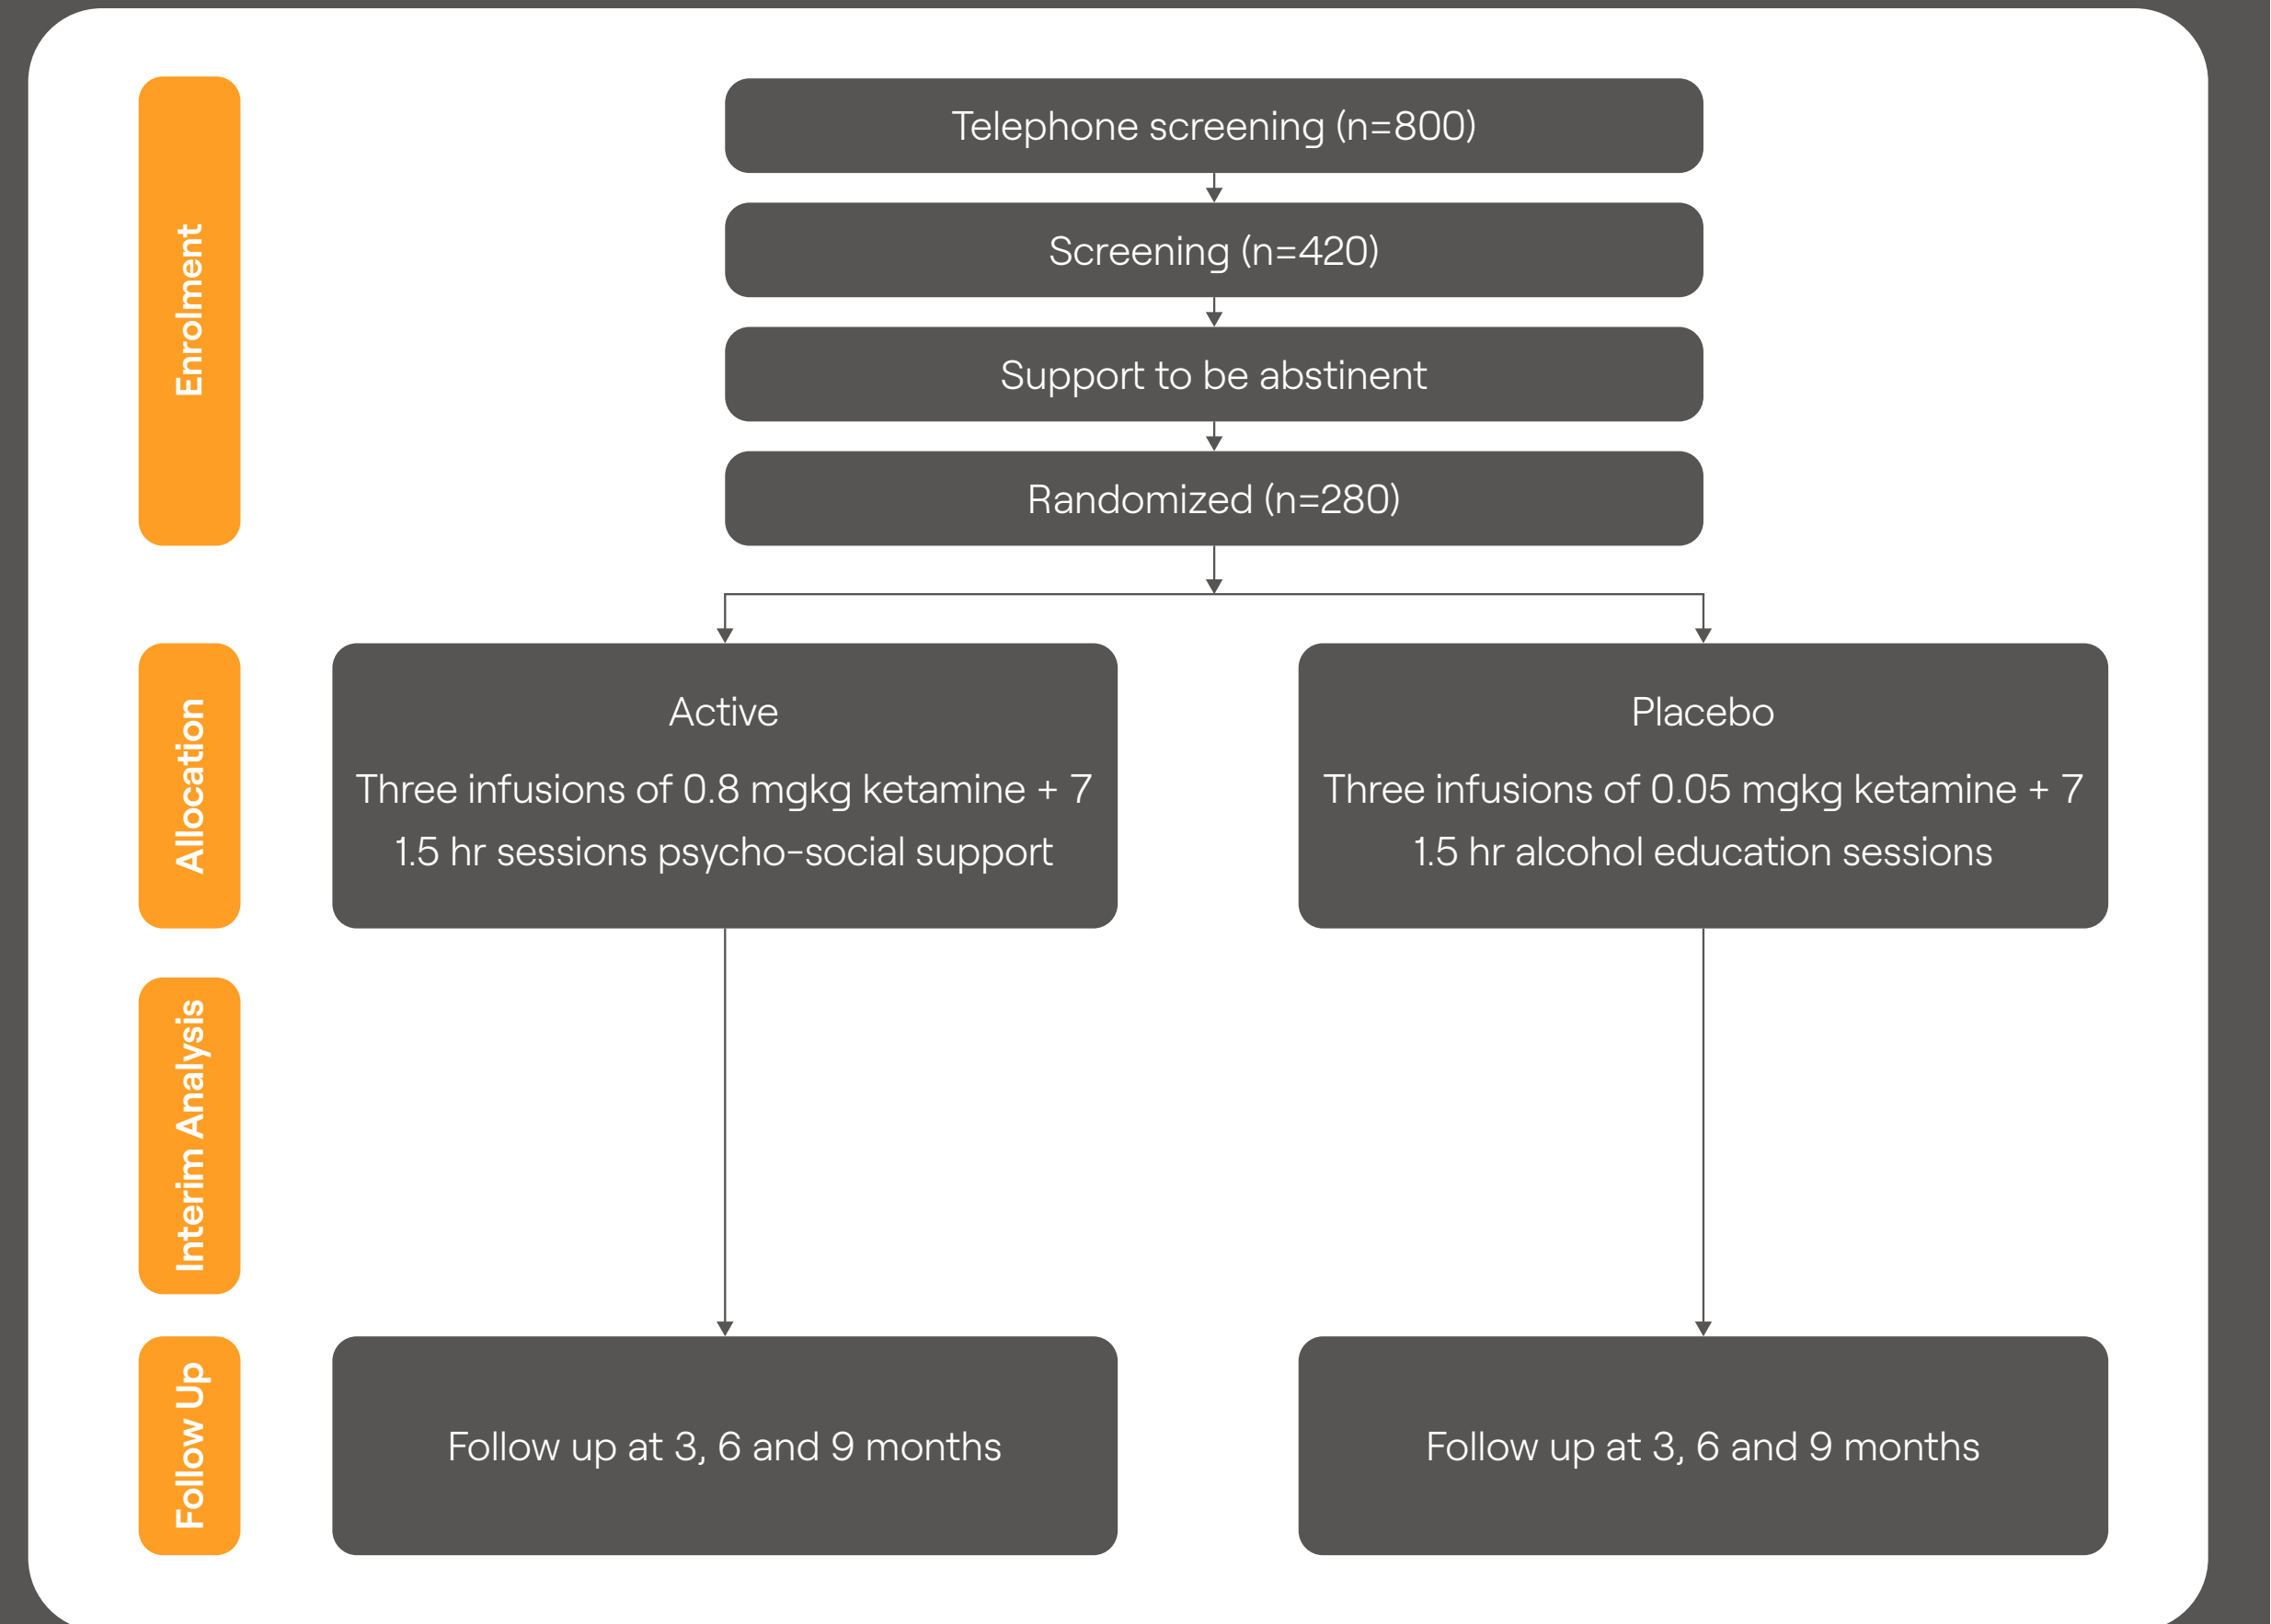 Enrolment
Telephone screening (n=800)
Screening (n=420)
Support to be abstinent
Randomized (n=280)
Allocation
Active
Three infusions of 0.8 mgkg ketamine + 7
1.5 hr sessions psycho-social support
Placebo
Three infusions of 0.05 mgkg ketamine + 7
1.5 hr alcohol education sessions
Interim Analysis
Follow Up
Follow up at 3, 6 and 9 months
Follow up at 3, 6 and 9 months